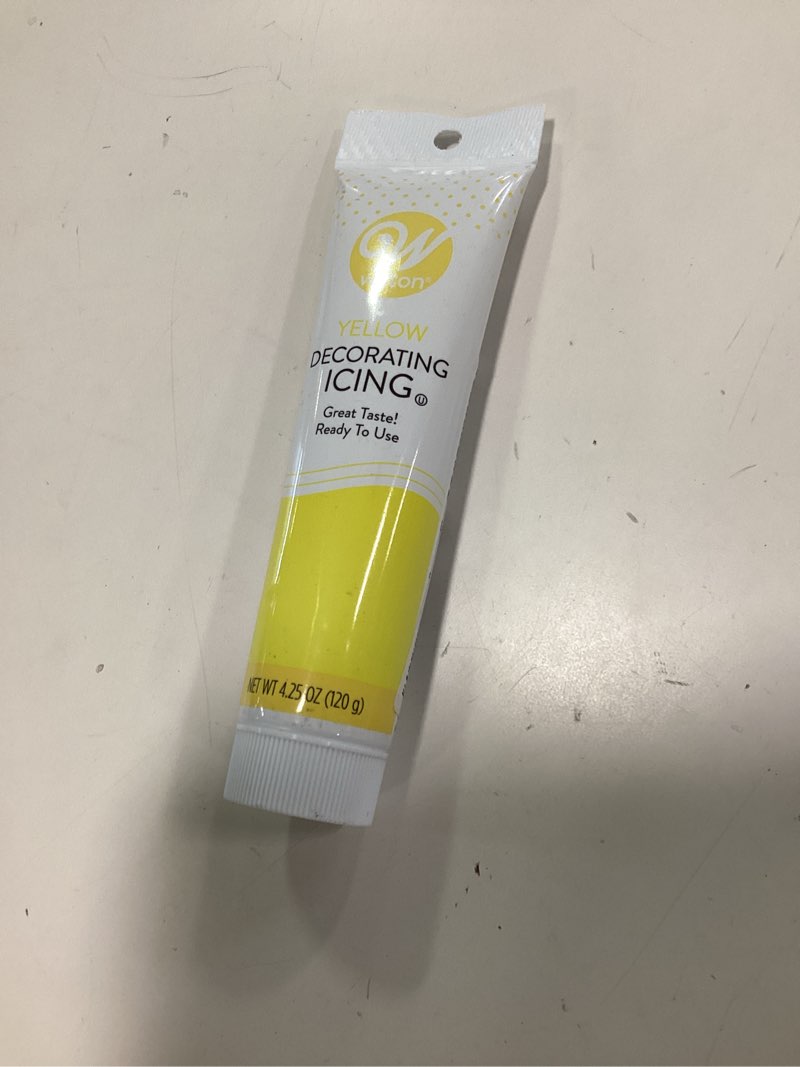 Wilton®
YELLOW
DECORATING
ICING Ⓤ
Great Taste!
Ready To Use
NET WT 4.25 OZ (120 g)